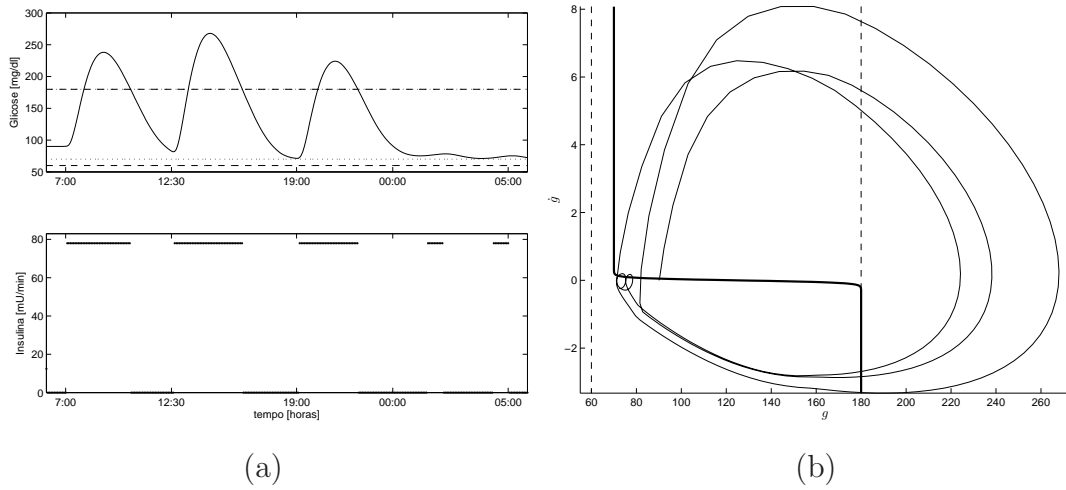 300
250
200
150
100
50
Glicose [mg/dl]
7:00 12:30 19:00 00:00 05:00
80
60
40
20
0
Insulina [mU/min]
7:00 12:30 19:00 00:00 05:00
tempo [horas]
(a)
8
6
4
2
0
−2
ġ
60 80 100 120 140 160 180 200 220 240 260
g
(b)